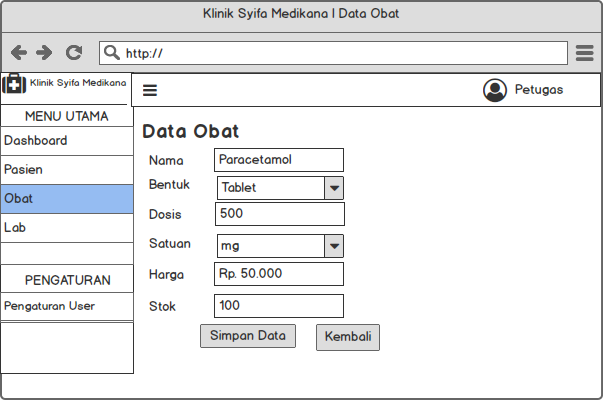 Klinik Syifa Medikana | Data Obat
http://
Klinik Syifa Medikana
Petugas
MENU UTAMA
Dashboard
Pasien
Obat
Lab
PENGATURAN
Pengaturan User
Data Obat
Nama Paracetamol
Bentuk Tablet
Dosis 500
Satuan mg
Harga Rp. 50.000
Stok 100
Simpan Data Kembali